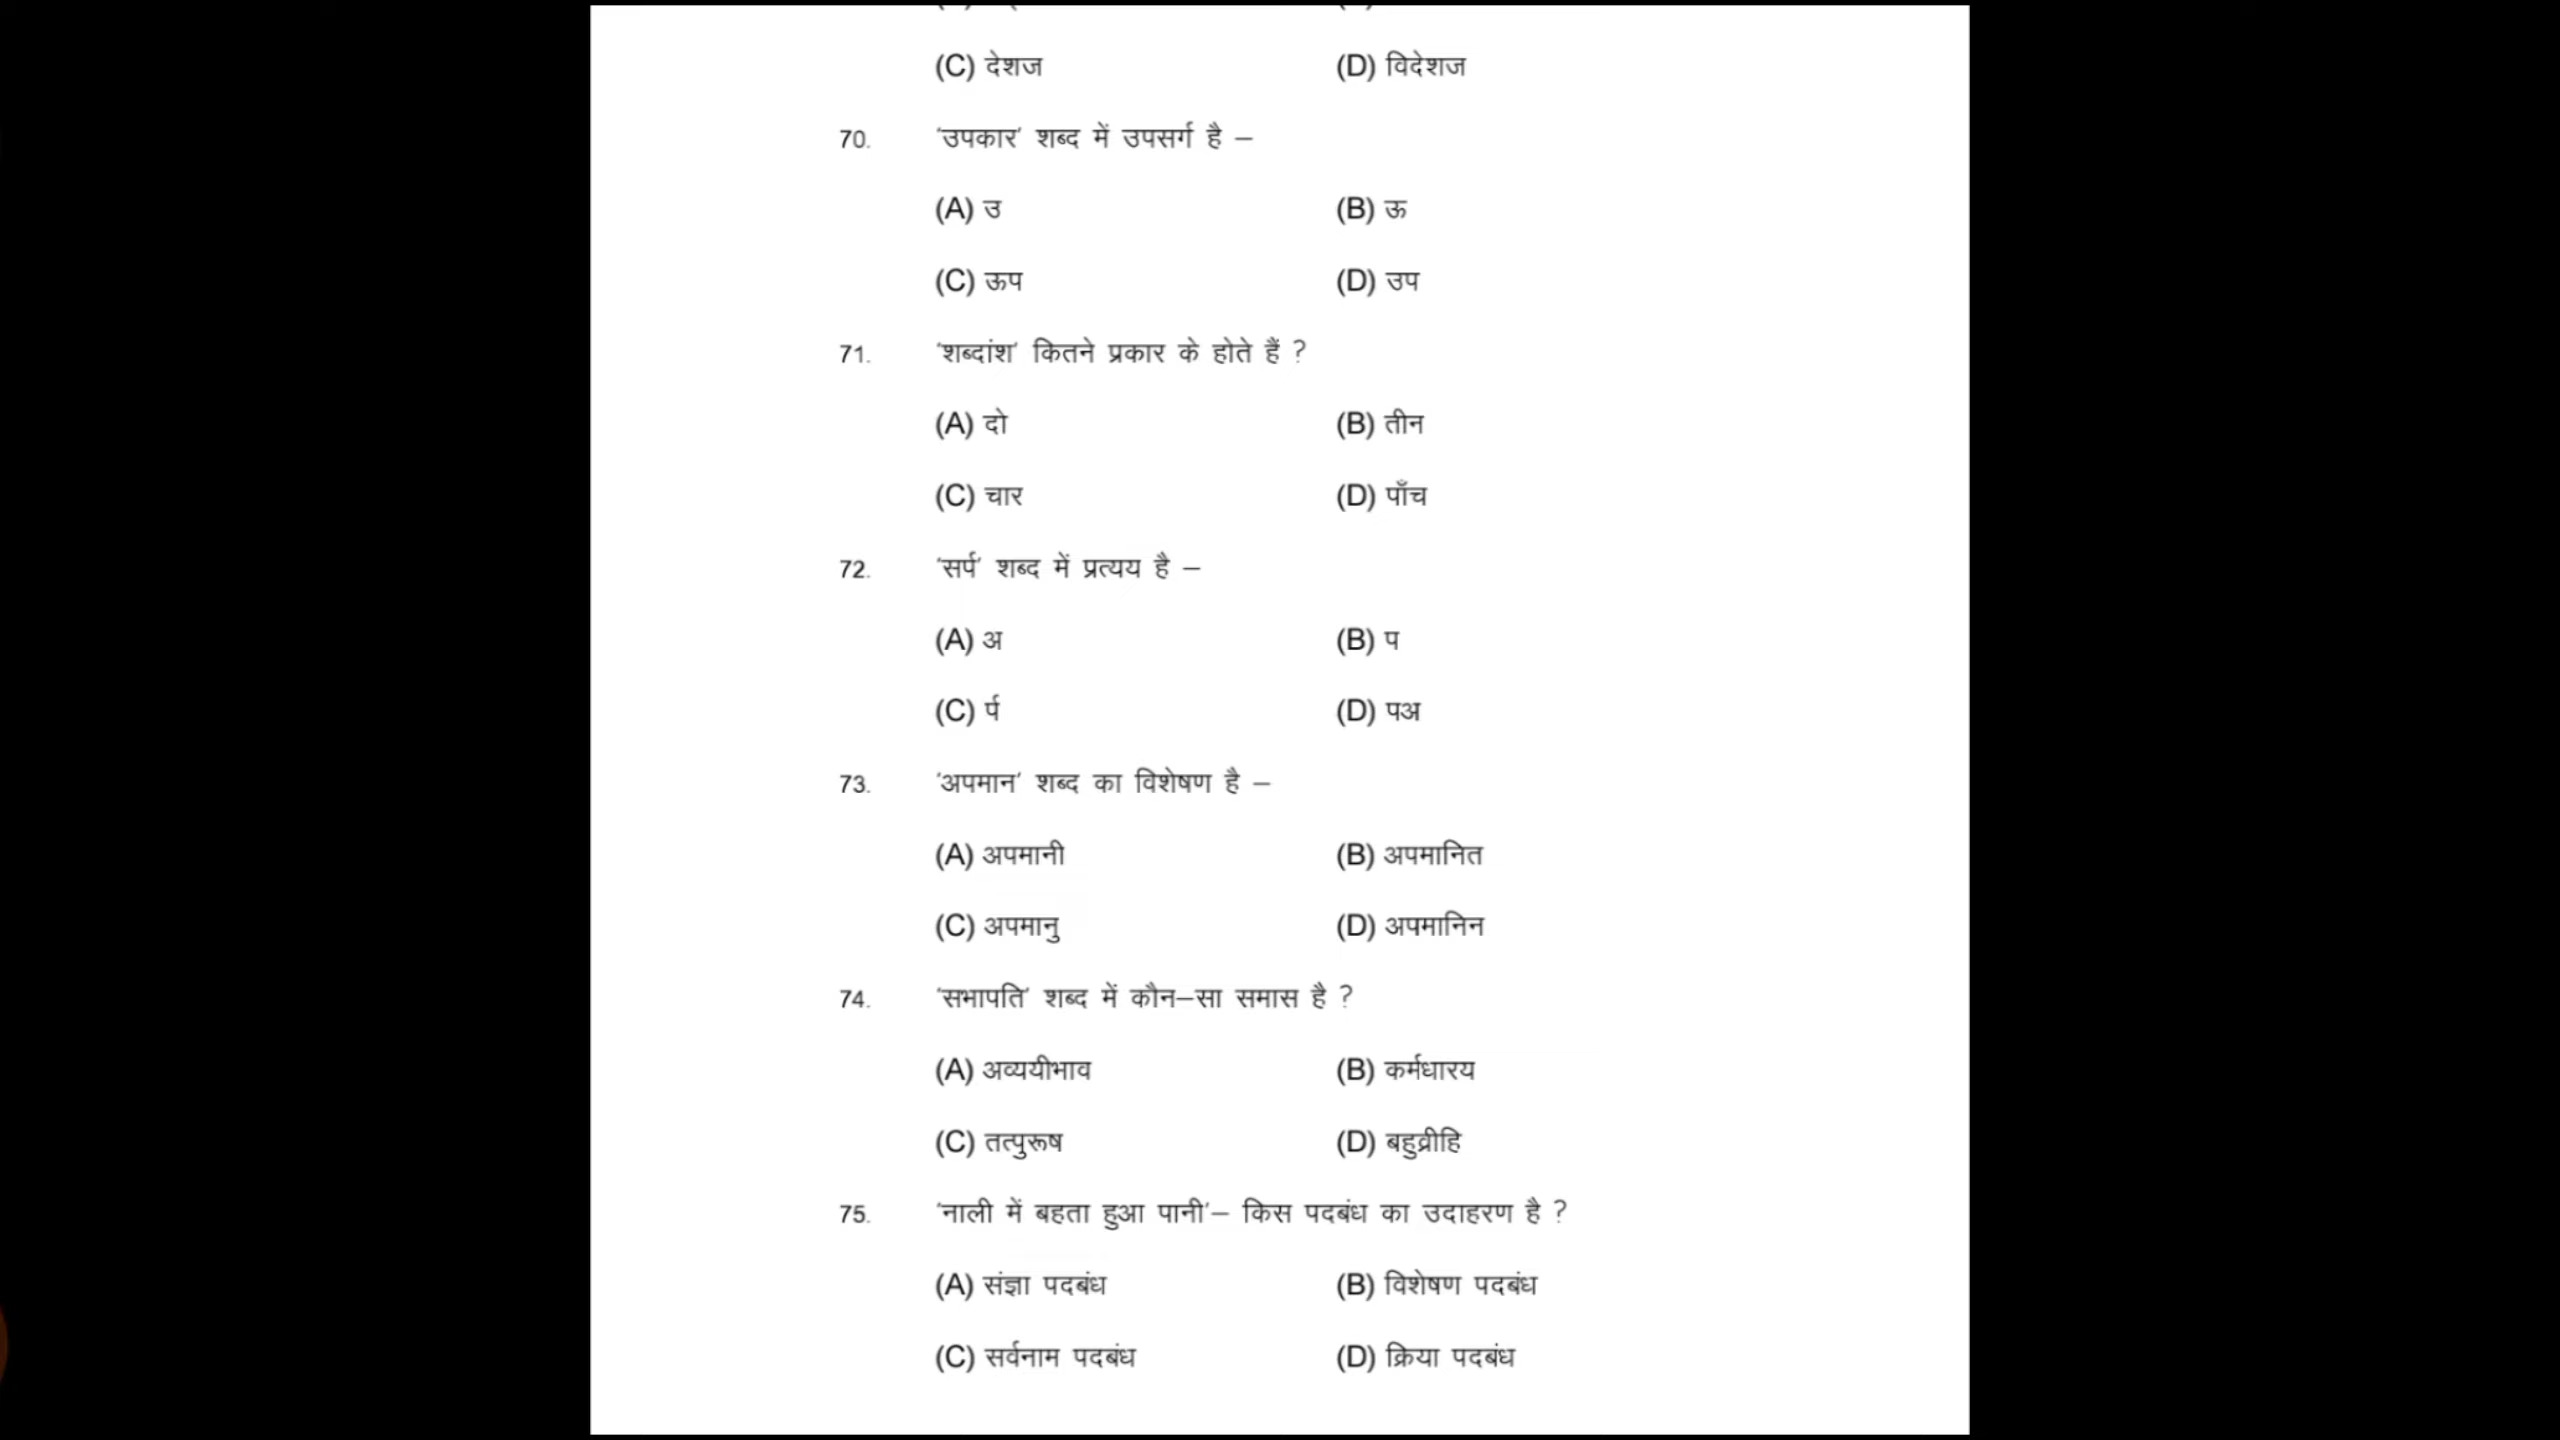 (C) देशज (D) विदेशज
70. 'उपकार' शब्द में उपसर्ग है –
(A) उ (B) ऊ
(C) ऊप (D) उप
71. 'शब्दांश' कितने प्रकार के होते हैं ?
(A) दो (B) तीन
(C) चार (D) पाँच
72. 'सर्प' शब्द में प्रत्यय है –
(A) अ (B) प
(C) र्प (D) पअ
73. 'अपमान' शब्द का विशेषण है –
(A) अपमानी (B) अपमानित
(C) अपमानु (D) अपमानिन
74. 'सभापति' शब्द में कौन–सा समास है ?
(A) अव्ययीभाव (B) कर्मधारय
(C) तत्पुरूष (D) बहुव्रीहि
75. 'नाली में बहता हुआ पानी'– किस पदबंध का उदाहरण है ?
(A) संज्ञा पदबंध (B) विशेषण पदबंध
(C) सर्वनाम पदबंध (D) क्रिया पदबंध